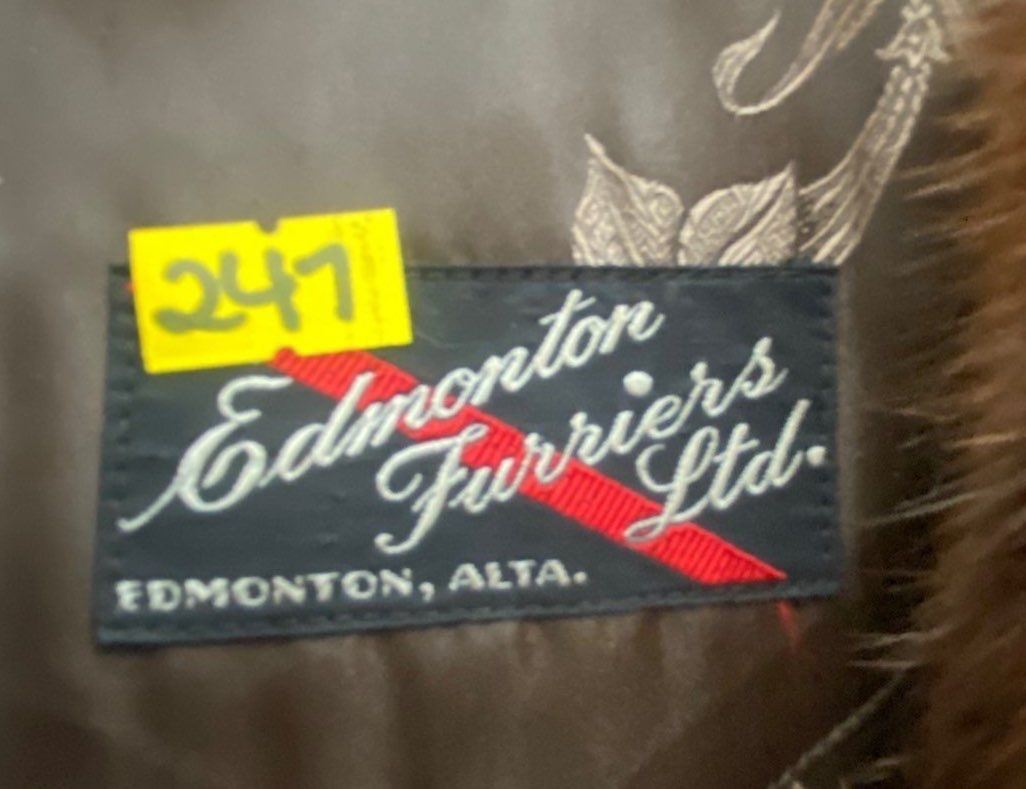 247
Edmonton
Furriers
Ltd.
EDMONTON, ALTA.